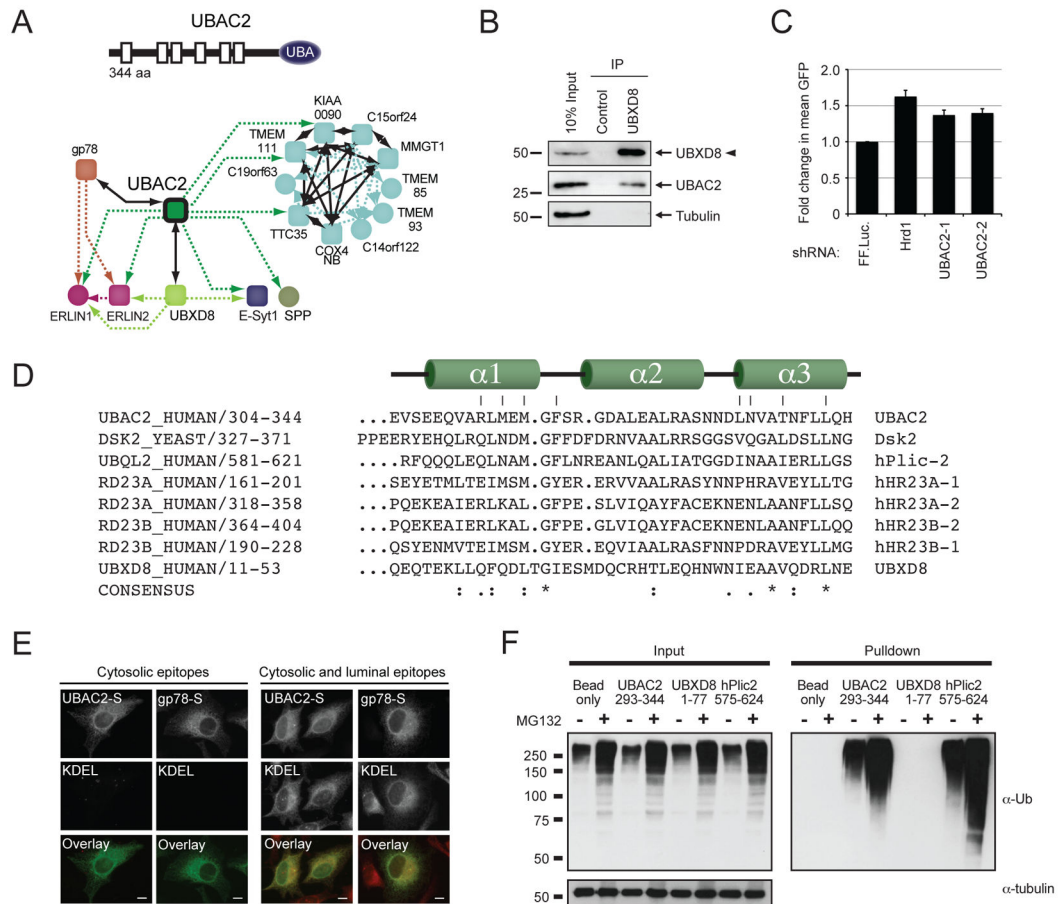 A
UBAC2
UBA
344 aa
KIAA
0090
C15orf24
TMEM
111
MMGT1
gp78
C19orf63
UBAC2
TMEM
85
TMEM
93
TTC35
COX4
NB
C14orf122
ERLIN1
ERLIN2
UBXD8
E-Syt1
SPP
B
IP
10% Input
Control
UBXD8
50
UBXD8
25
UBAC2
50
Tubulin
C
Fold change in mean GFP
2.0
1.5
1.0
0.5
0
shRNA:
FF.Luc.
Hrd1
UBAC2-1
UBAC2-2
D
α1 α2 α3
UBAC2_HUMAN/304-344 ...EVSEEQVARLMEM.GFSR.GDALEALRASNNDLNVATNFLLQH UBAC2
DSK2_YEAST/327-371 PPEERYEHQLRQLNDM.GFFDFDRNVAALRRSGGSVQGALDSLLNG Dsk2
UBQL2_HUMAN/581-621 ....RFQQQLEQLNAM.GFLNREANLQALIATGGDINAAIERLLGS hPlic-2
RD23A_HUMAN/161-201 ...SEYETMLTEIMSM.GYER.ERVVAALRASYNNPHRAVEYLLTG hHR23A-1
RD23A_HUMAN/318-358 ...PQEKEAIERLKAL.GFPE.SLVIQAYFACEKNENLAANFLLSQ hHR23A-2
RD23B_HUMAN/364-404 ...PQEKEAIERLKAL.GFPE.GLVIQAYFACEKNENLAANFLLQQ hHR23B-2
RD23B_HUMAN/190-228 ...QSYENMVTEIMSM.GYER.EQVIAALRASFNNPDRAVEYLLMG hHR23B-1
UBXD8_HUMAN/11-53 ...QEQTEKLLQFQDLTGIESMDQCRHTLEQHNWNIEAAVQDRLNE UBXD8
CONSENSUS : .: : * : . . * : *
E
Cytosolic epitopes
Cytosolic and luminal epitopes
UBAC2-S
gp78-S
UBAC2-S
gp78-S
KDEL
KDEL
KDEL
KDEL
Overlay
Overlay
Overlay
Overlay
F
Input
Pulldown
Bead only
UBAC2 293-344
UBXD8 1-77
hPlic2 575-624
Bead only
UBAC2 293-344
UBXD8 1-77
hPlic2 575-624
MG132 - + - + - + - + - + - + - + - +
250
150
100
75
50
α-Ub
50
α-tubulin